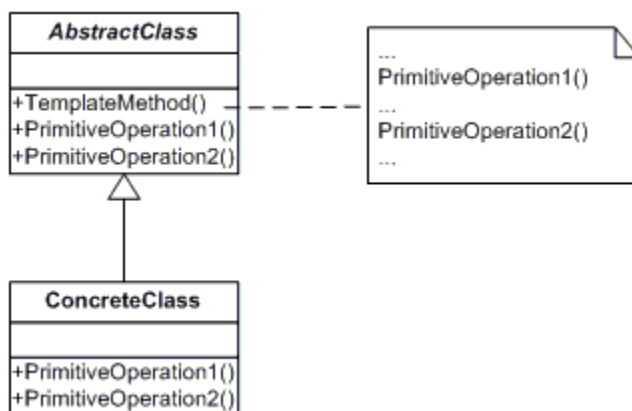 AbstractClass
+TemplateMethod()
+PrimitiveOperation1()
+PrimitiveOperation2()
...
PrimitiveOperation1()
...
PrimitiveOperation2()
...
ConcreteClass
+PrimitiveOperation1()
+PrimitiveOperation2()